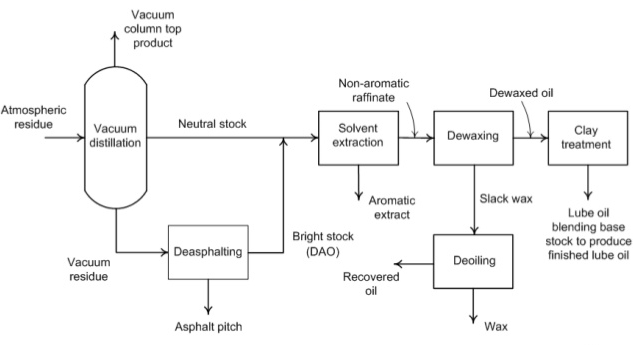 Vacuum
column top
product
Atmospheric
residue
Vacuum
distillation
Neutral stock
Non-aromatic
raffinate
Dewaxed oil
Solvent
extraction
Dewaxing
Clay
treatment
Aromatic
extract
Slack wax
Lube oil
blending base
stock to produce
finished lube oil
Vacuum
residue
Deasphalting
Bright stock
(DAO)
Deoiling
Recovered
oil
Asphalt pitch
Wax